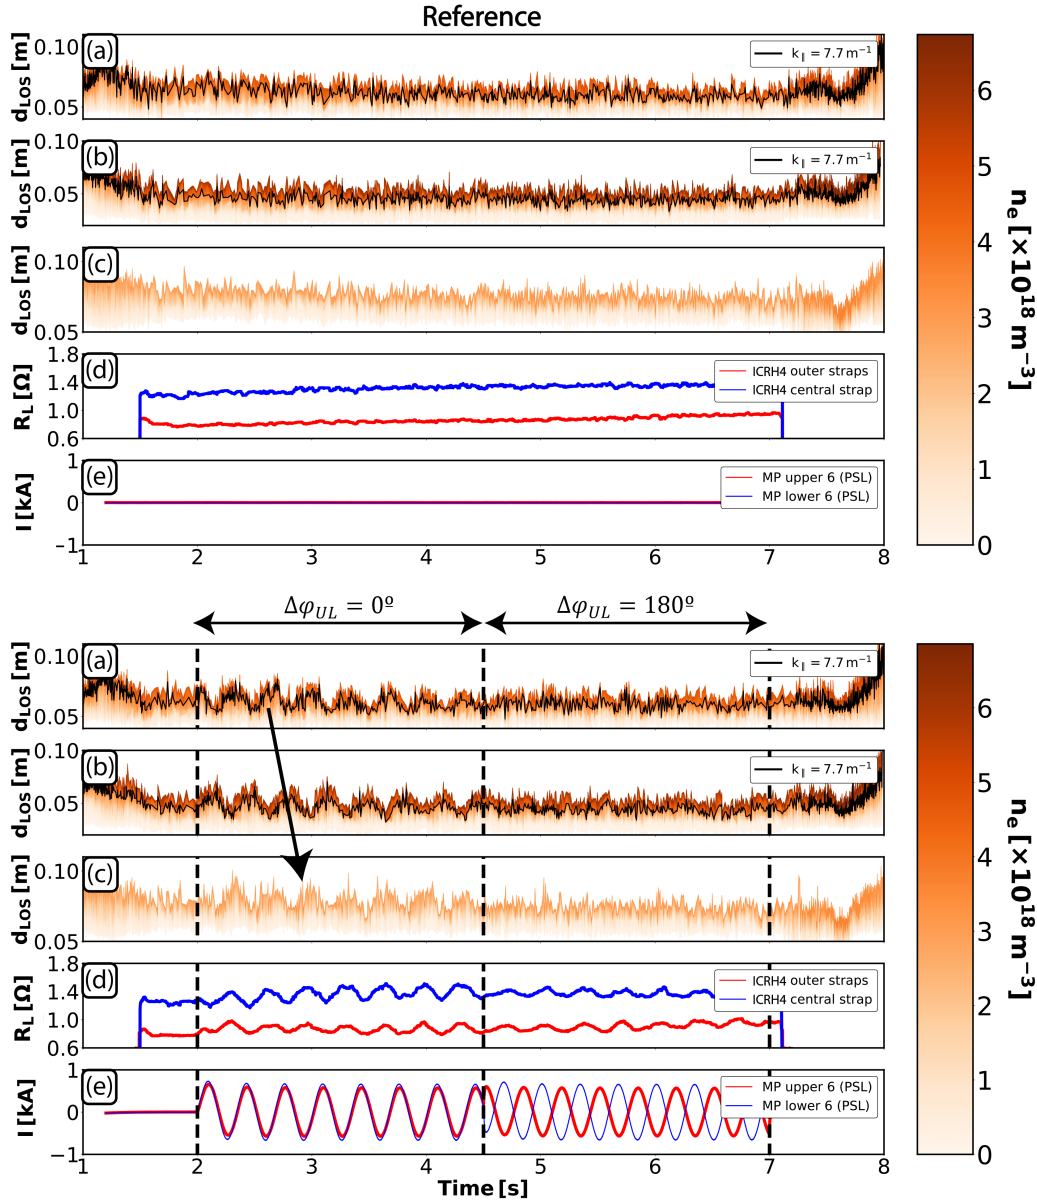 Reference
(a)
d_LOS [m]
0.10
0.05
k_∥ = 7.7 m⁻¹
(b)
d_LOS [m]
0.10
0.05
k_∥ = 7.7 m⁻¹
(c)
d_LOS [m]
0.10
0.05
(d)
R_L [Ω]
1.8
1.4
1.0
0.6
ICRH4 outer straps
ICRH4 central strap
(e)
I [kA]
1
0
−1
MP upper 6 (PSL)
MP lower 6 (PSL)
1 2 3 4 5 6 7 8
6
5
4
3
2
1
0
n_e [×10¹⁸ m⁻³]
Δφ_UL = 0º
Δφ_UL = 180º
(a)
d_LOS [m]
0.10
0.05
k_∥ = 7.7 m⁻¹
(b)
d_LOS [m]
0.10
0.05
k_∥ = 7.7 m⁻¹
(c)
d_LOS [m]
0.10
0.05
(d)
R_L [Ω]
1.8
1.4
1.0
0.6
ICRH4 outer straps
ICRH4 central strap
(e)
I [kA]
1
0
−1
MP upper 6 (PSL)
MP lower 6 (PSL)
1 2 3 4 5 6 7 8
Time [s]
6
5
4
3
2
1
0
n_e [×10¹⁸ m⁻³]